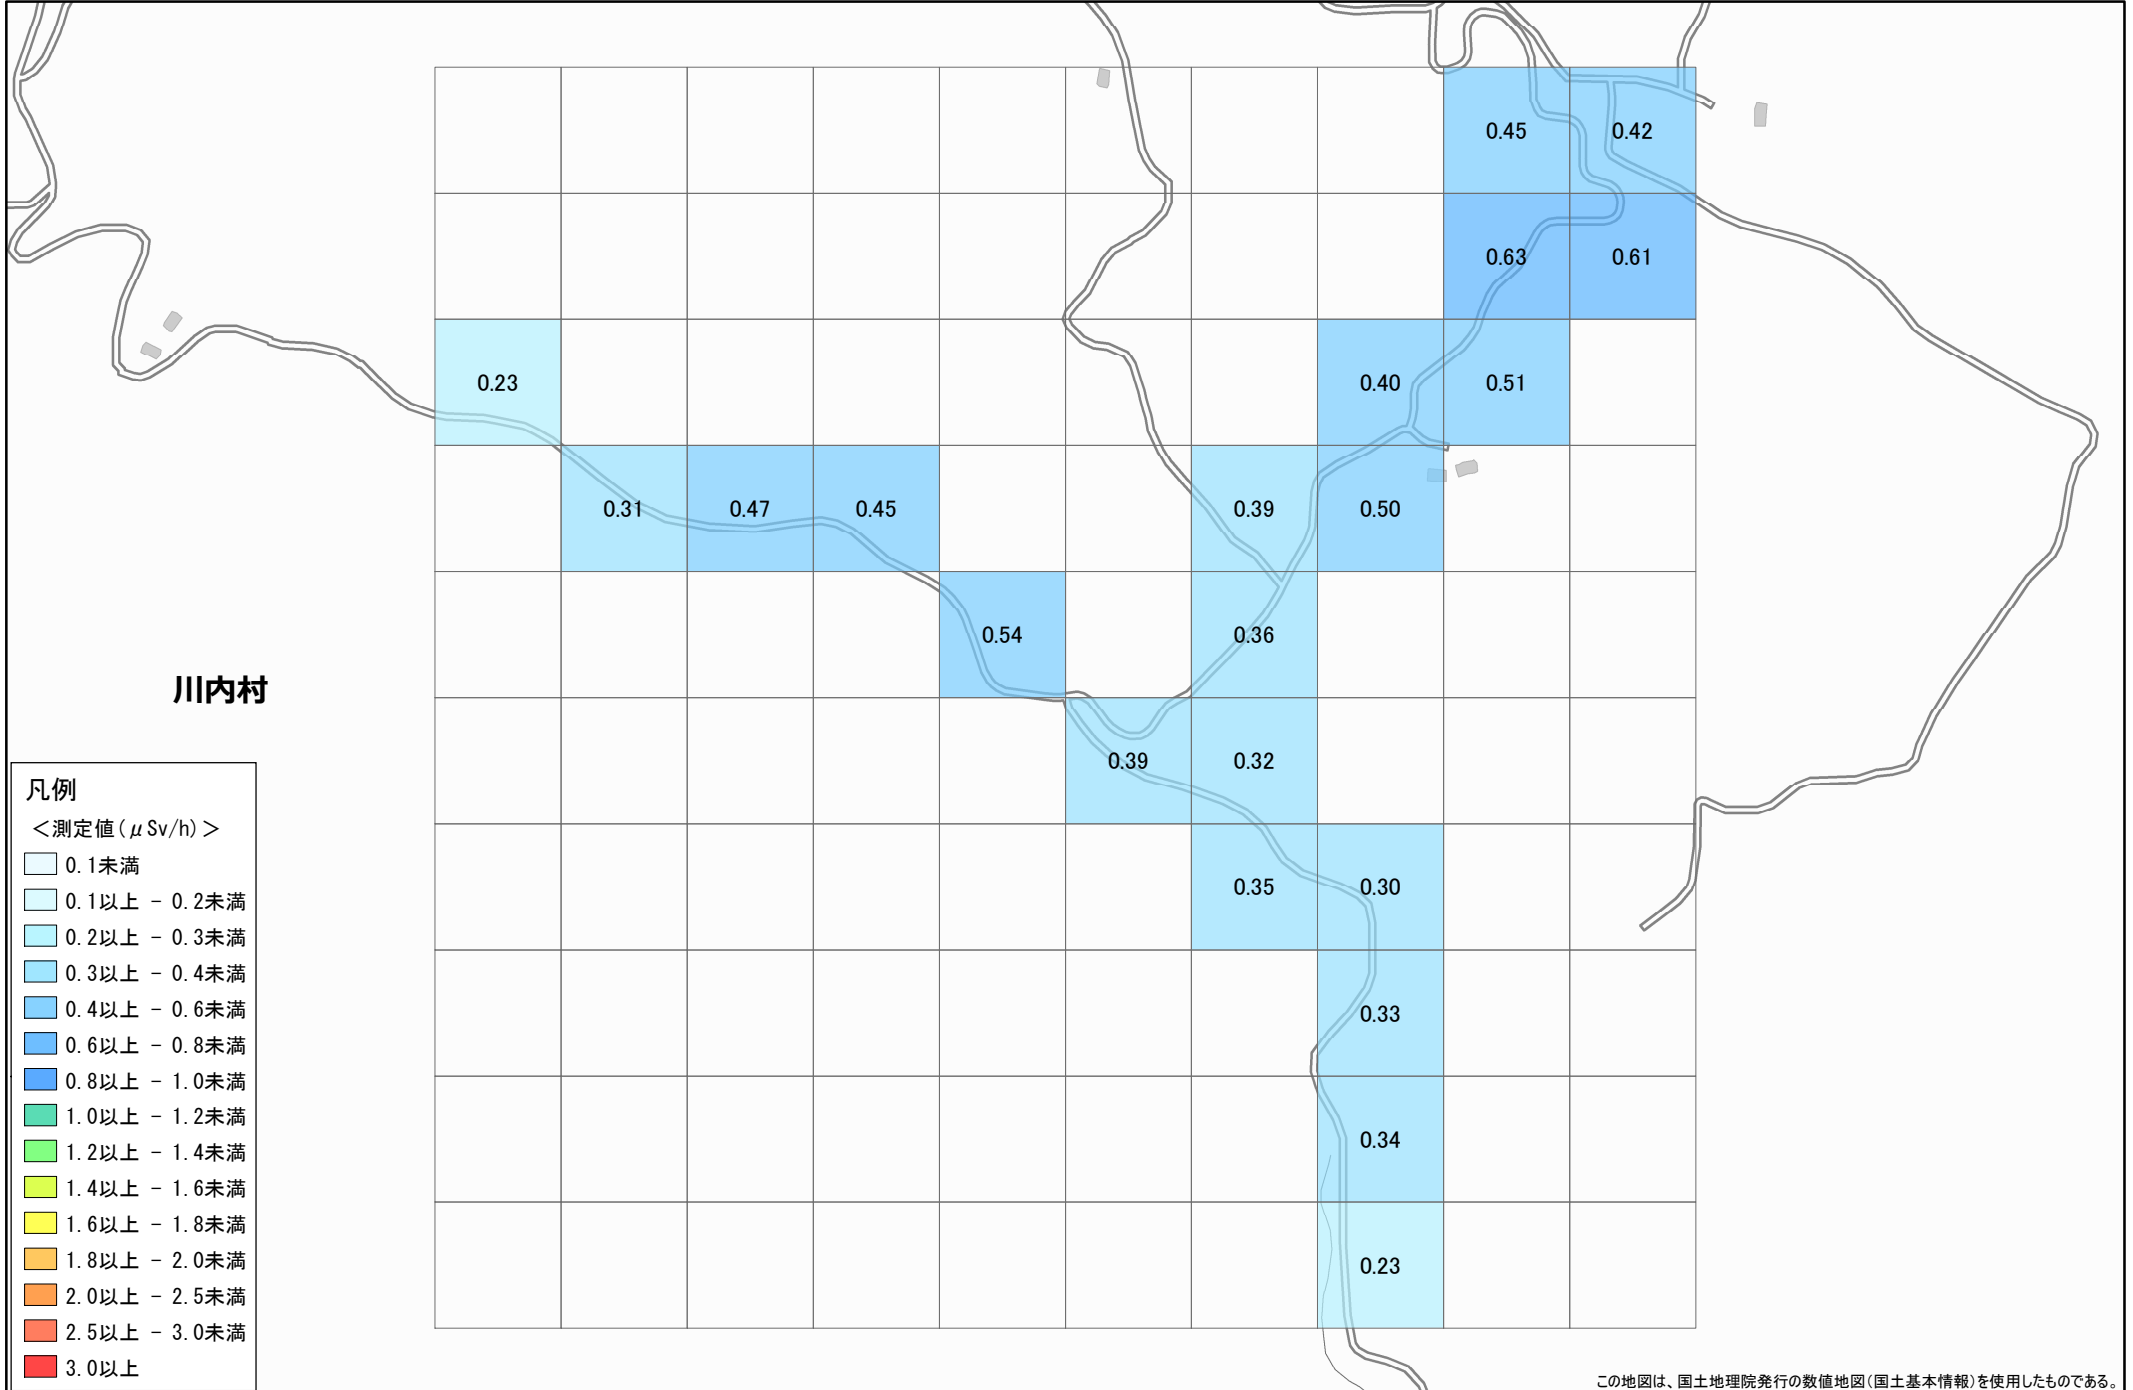 0.45 0.42
0.63 0.61
0.23 0.40 0.51
0.31 0.47 0.45 0.39 0.50
0.54 0.36
川内村
0.39 0.32
0.35 0.30
0.33
0.34
0.23
凡例
＜測定値(μSv/h)＞
0.1未満
0.1以上 - 0.2未満
0.2以上 - 0.3未満
0.3以上 - 0.4未満
0.4以上 - 0.6未満
0.6以上 - 0.8未満
0.8以上 - 1.0未満
1.0以上 - 1.2未満
1.2以上 - 1.4未満
1.4以上 - 1.6未満
1.6以上 - 1.8未満
1.8以上 - 2.0未満
2.0以上 - 2.5未満
2.5以上 - 3.0未満
3.0以上
この地図は、国土地理院発行の数値地図(国土基本情報)を使用したものである。